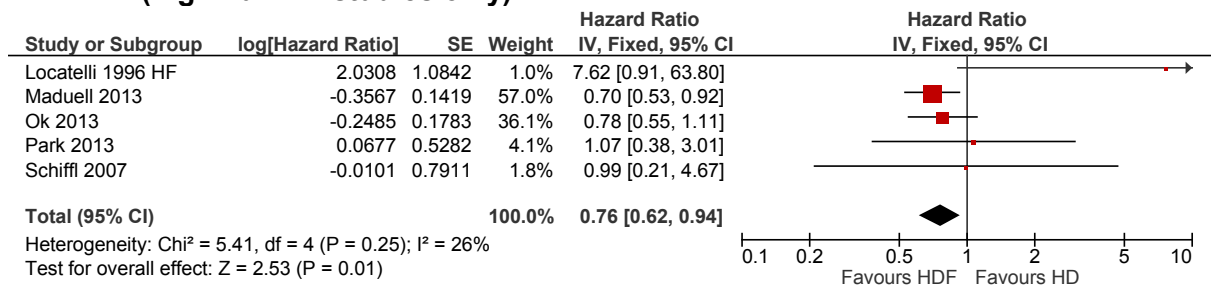 Hazard Ratio Hazard Ratio
Study or Subgroup log[Hazard Ratio] SE Weight IV, Fixed, 95% CI IV, Fixed, 95% CI
Locatelli 1996 HF 2.0308 1.0842 1.0% 7.62 [0.91, 63.80]
Maduell 2013 -0.3567 0.1419 57.0% 0.70 [0.53, 0.92]
Ok 2013 -0.2485 0.1783 36.1% 0.78 [0.55, 1.11]
Park 2013 0.0677 0.5282 4.1% 1.07 [0.38, 3.01]
Schiffl 2007 -0.0101 0.7911 1.8% 0.99 [0.21, 4.67]
Total (95% CI) 100.0% 0.76 [0.62, 0.94]
Heterogeneity: Chi² = 5.41, df = 4 (P = 0.25); I² = 26%
Test for overall effect: Z = 2.53 (P = 0.01)
0.1 0.2 0.5 1 2 5 10
Favours HDF Favours HD